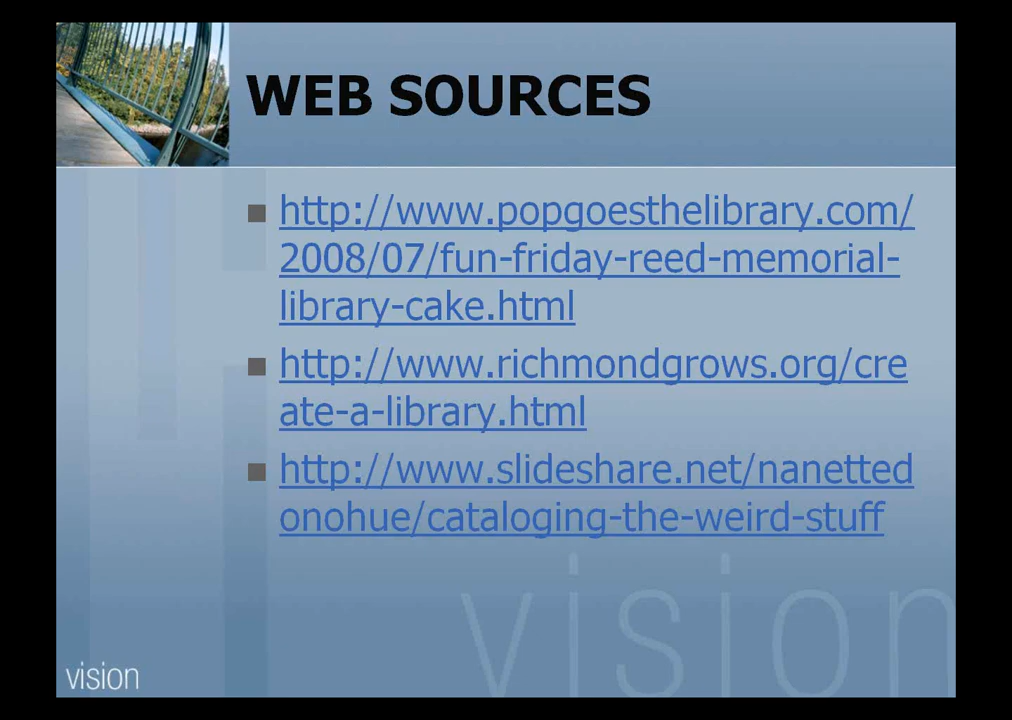 WEB SOURCES
http://www.popgoesthelibrary.com/
2008/07/fun-friday-reed-memorial-
library-cake.html
http://www.richmondgrows.org/cre
ate-a-library.html
http://www.slideshare.net/nanetted
onohue/cataloging-the-weird-stuff
vision
vision